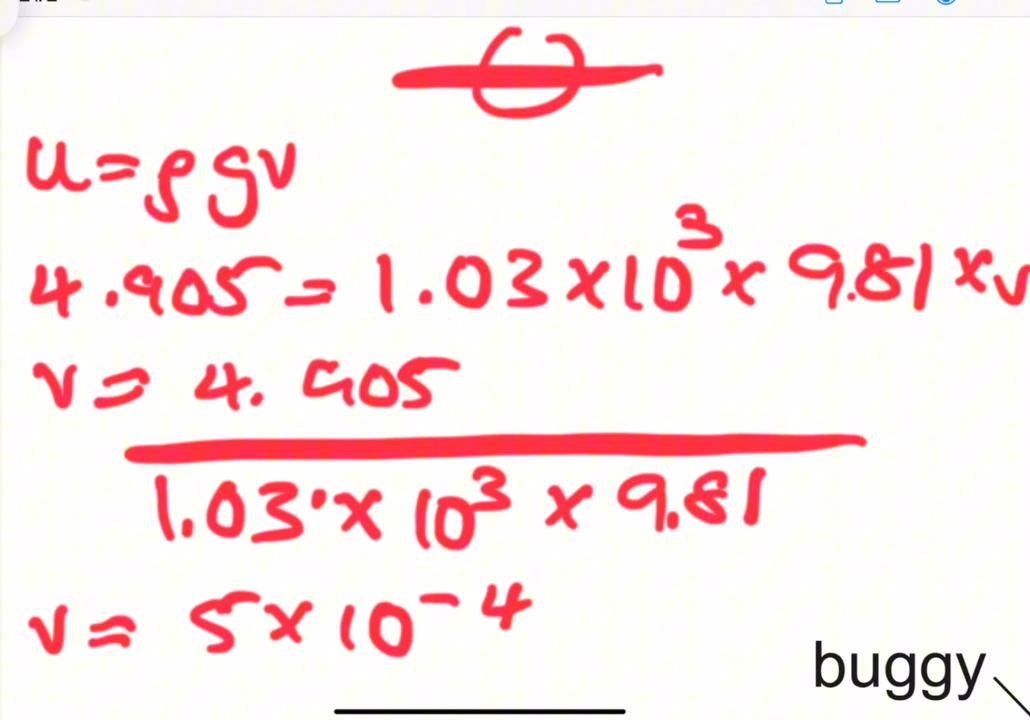 u=ρgv
4.905=1.03×10³×9.81×v
v= 4.905
1.03×10³×9.81
v= 5×10⁻⁴
buggy